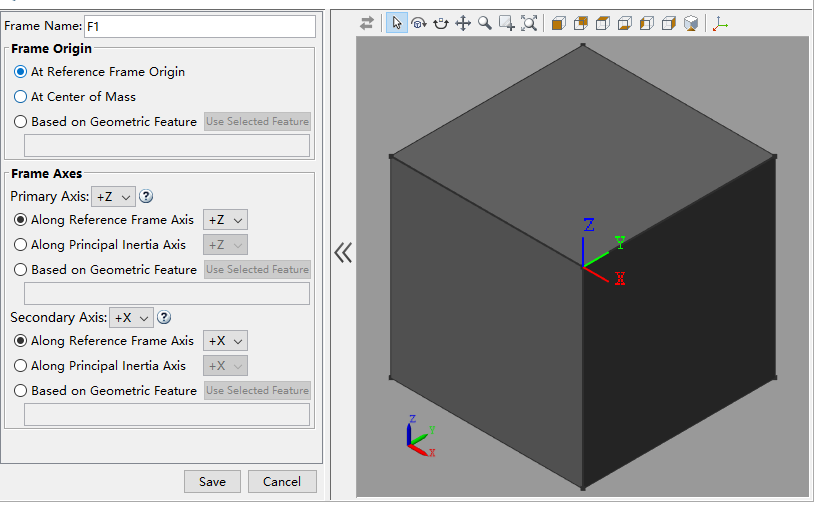 Frame Name: F1
Frame Origin
At Reference Frame Origin
At Center of Mass
Based on Geometric Feature Use Selected Feature
Frame Axes
Primary Axis: +Z ?
Along Reference Frame Axis +Z
Along Principal Inertia Axis +Z
Based on Geometric Feature Use Selected Feature
Secondary Axis: +X ?
Along Reference Frame Axis +X
Along Principal Inertia Axis +X
Based on Geometric Feature Use Selected Feature
Save Cancel
Z
Y
X
Z
Y
X